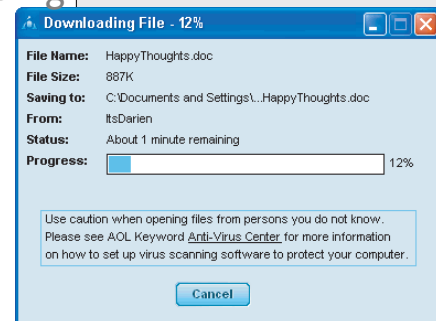 Downloading File - 12%
File Name: HappyThoughts.doc
File Size: 887K
Saving to: C:\Documents and Settings\...HappyThoughts.doc
From: ItsDarien
Status: About 1 minute remaining
Progress: 12%
Use caution when opening files from persons you do not know.
Please see AOL Keyword Anti-Virus Center for more information
on how to set up virus scanning software to protect your computer.
Cancel